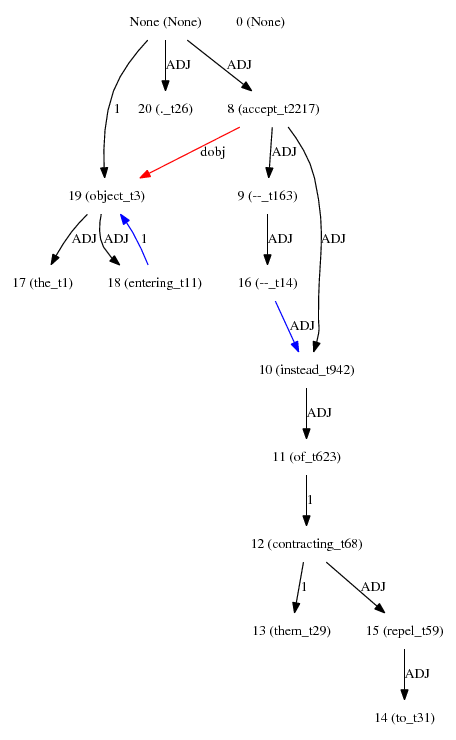 None (None) 0 (None)
ADJ ADJ
1 20 (._t26) 8 (accept_t2217)
dobj ADJ
19 (object_t3) 9 (--_t163)
ADJ ADJ 1 ADJ ADJ
17 (the_t1) 18 (entering_t11) 16 (--_t14)
ADJ
10 (instead_t942)
ADJ
11 (of_t623)
1
12 (contracting_t68)
1 ADJ
13 (them_t29) 15 (repel_t59)
ADJ
14 (to_t31)